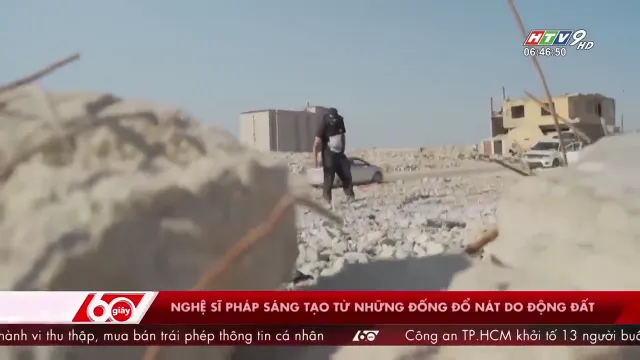 HTV9 HD
06:46:50
60 giây
NGHỆ SĨ PHÁP SÁNG TẠO TỪ NHỮNG ĐỐNG ĐỔ NÁT DO ĐỘNG ĐẤT
hành vi thu thập, mua bán trái phép thông tin cá nhân 60 Công an TP.HCM khởi tố 13 người buộ